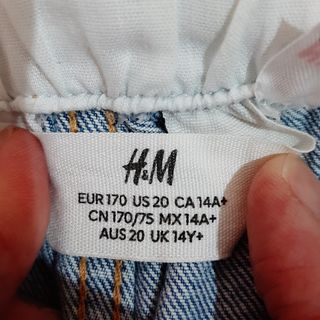 H&M
EUR 170 US 20 CA 14A+
CN 170/75 MX 14A+
AUS 20 UK 14Y+